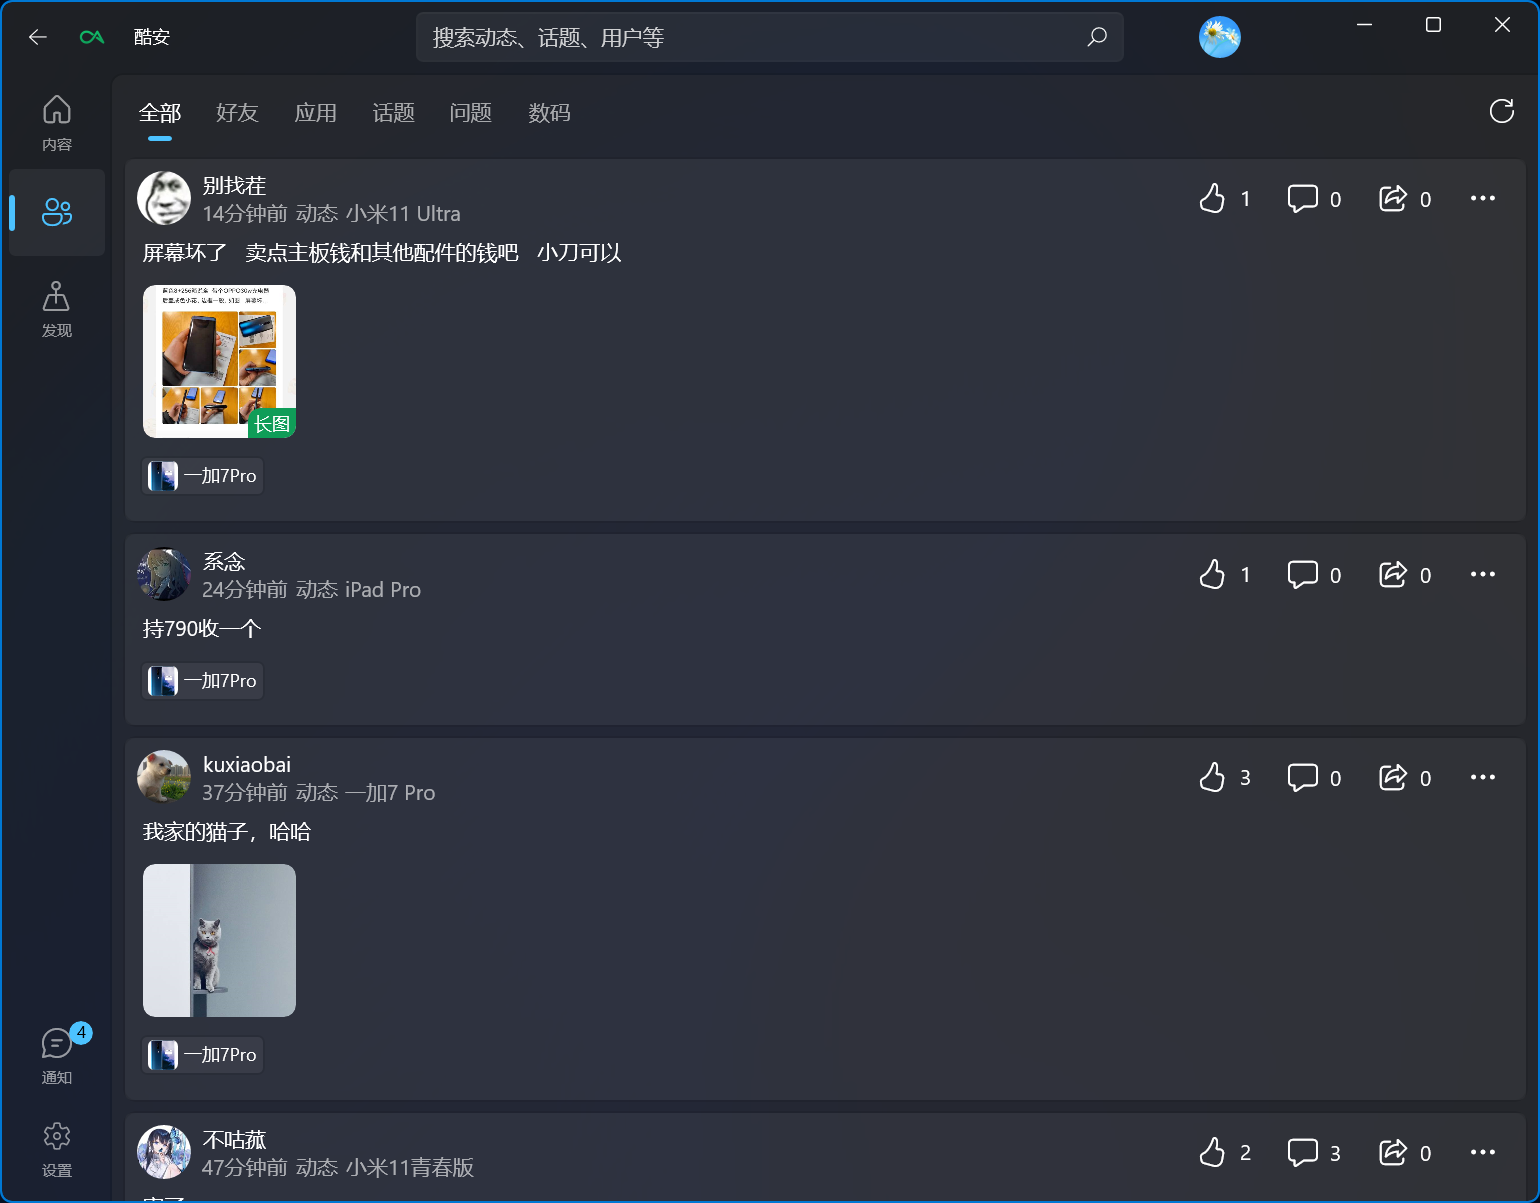 酷安
搜索动态、话题、用户等
内容
发现
全部 好友 应用 话题 问题 数码
别找茬
14分钟前 动态 小米11 Ultra
1 0 0
屏幕坏了 卖点主板钱和其他配件的钱吧 小刀可以
长图
一加7Pro
系念
24分钟前 动态 iPad Pro
1 0 0
持790收一个
一加7Pro
kuxiaobai
37分钟前 动态 一加7 Pro
3 0 0
我家的猫子，哈哈
一加7Pro
不咕菰
47分钟前 动态 小米11青春版
2 3 0
4
通知
设置